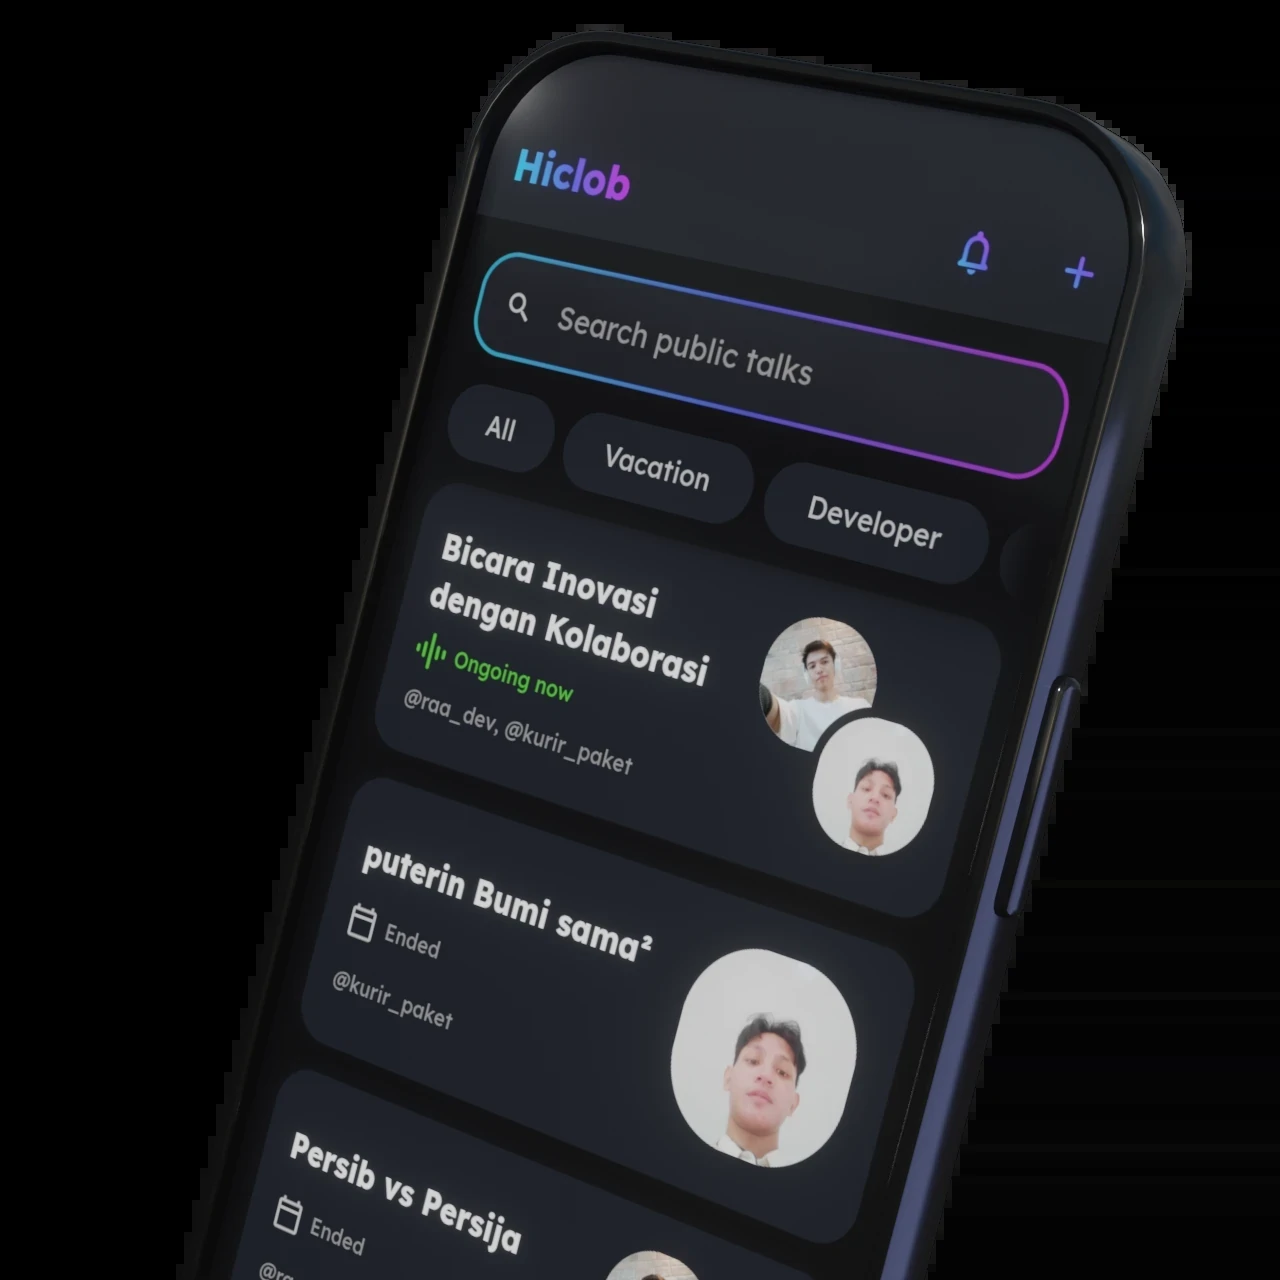 Hiclob
Search public talks
All
Vacation
Developer
Bicara Inovasi
dengan Kolaborasi
Ongoing now
@raa_dev, @kurir_paket
puterin Bumi sama²
Ended
@kurir_paket
Persib vs Persija
Ended